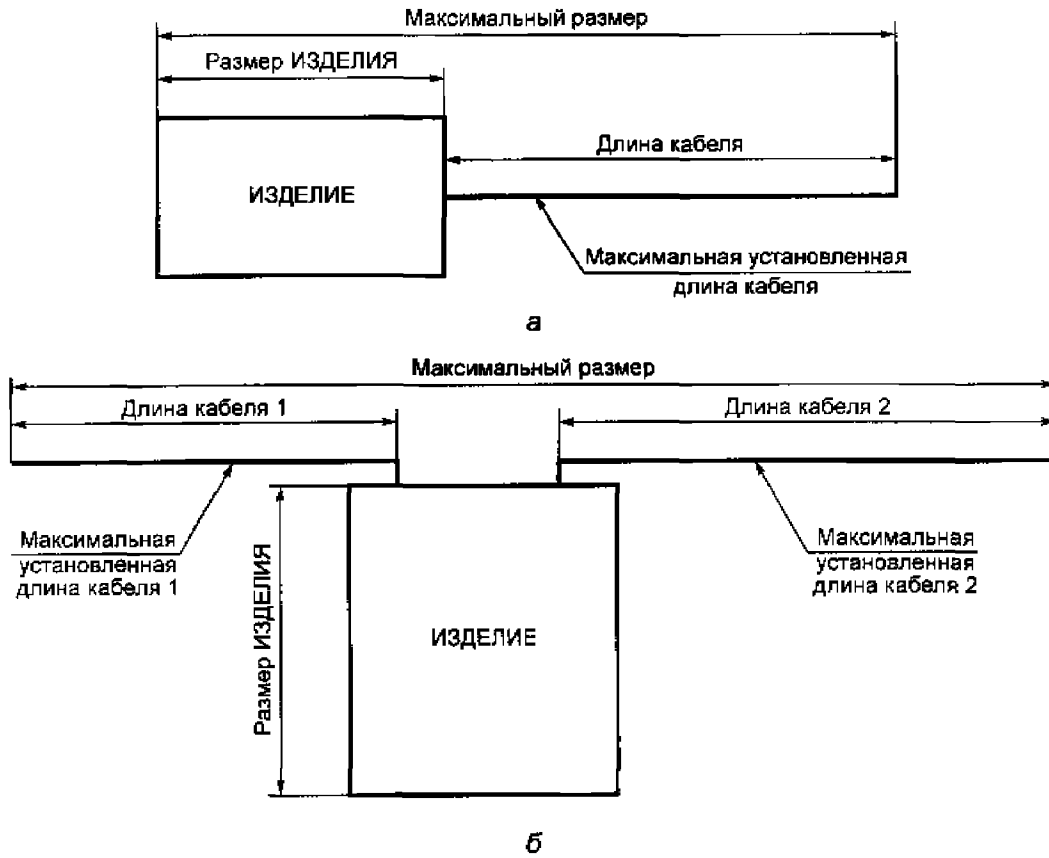 Максимальный размер
Размер ИЗДЕЛИЯ
Длина кабеля
ИЗДЕЛИЕ
Максимальная установленная
длина кабеля
а
Максимальный размер
Длина кабеля 1
Длина кабеля 2
Максимальная
установленная
длина кабеля 1
Максимальная
установленная
длина кабеля 2
Размер ИЗДЕЛИЯ
ИЗДЕЛИЕ
б